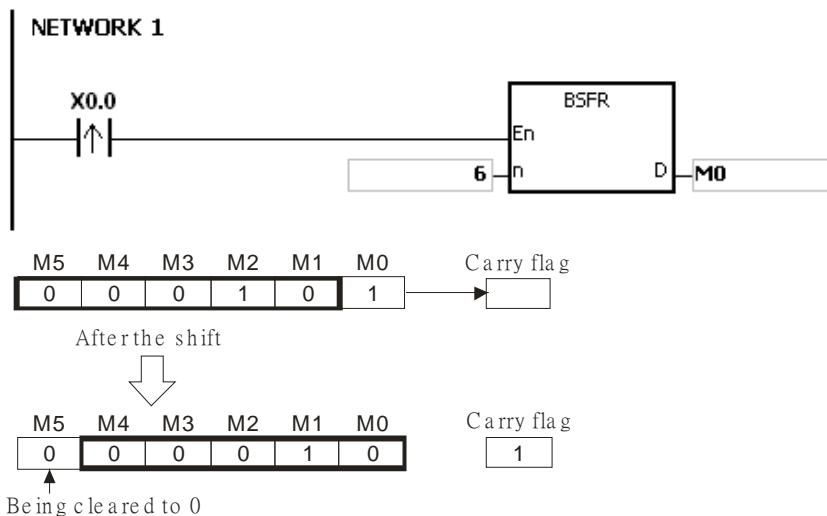 NETWORK 1
X0.0
BSFR
En
6 n D M0
M5 M4 M3 M2 M1 M0 Carry flag
0 0 0 1 0 1
After the shift
M5 M4 M3 M2 M1 M0 Carry flag
0 0 0 0 1 0 1
Being cleared to 0